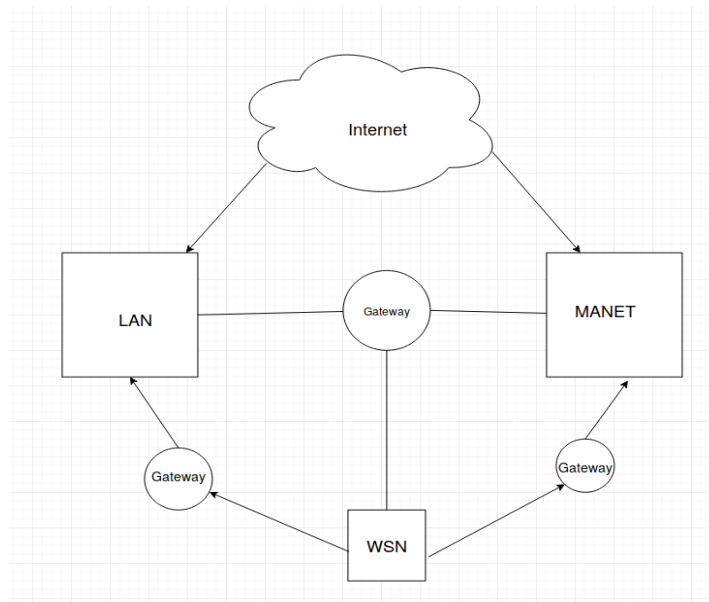 Internet
LAN
Gateway
MANET
Gateway
Gateway
WSN